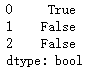 0     True
1    False
2    False
dtype: bool